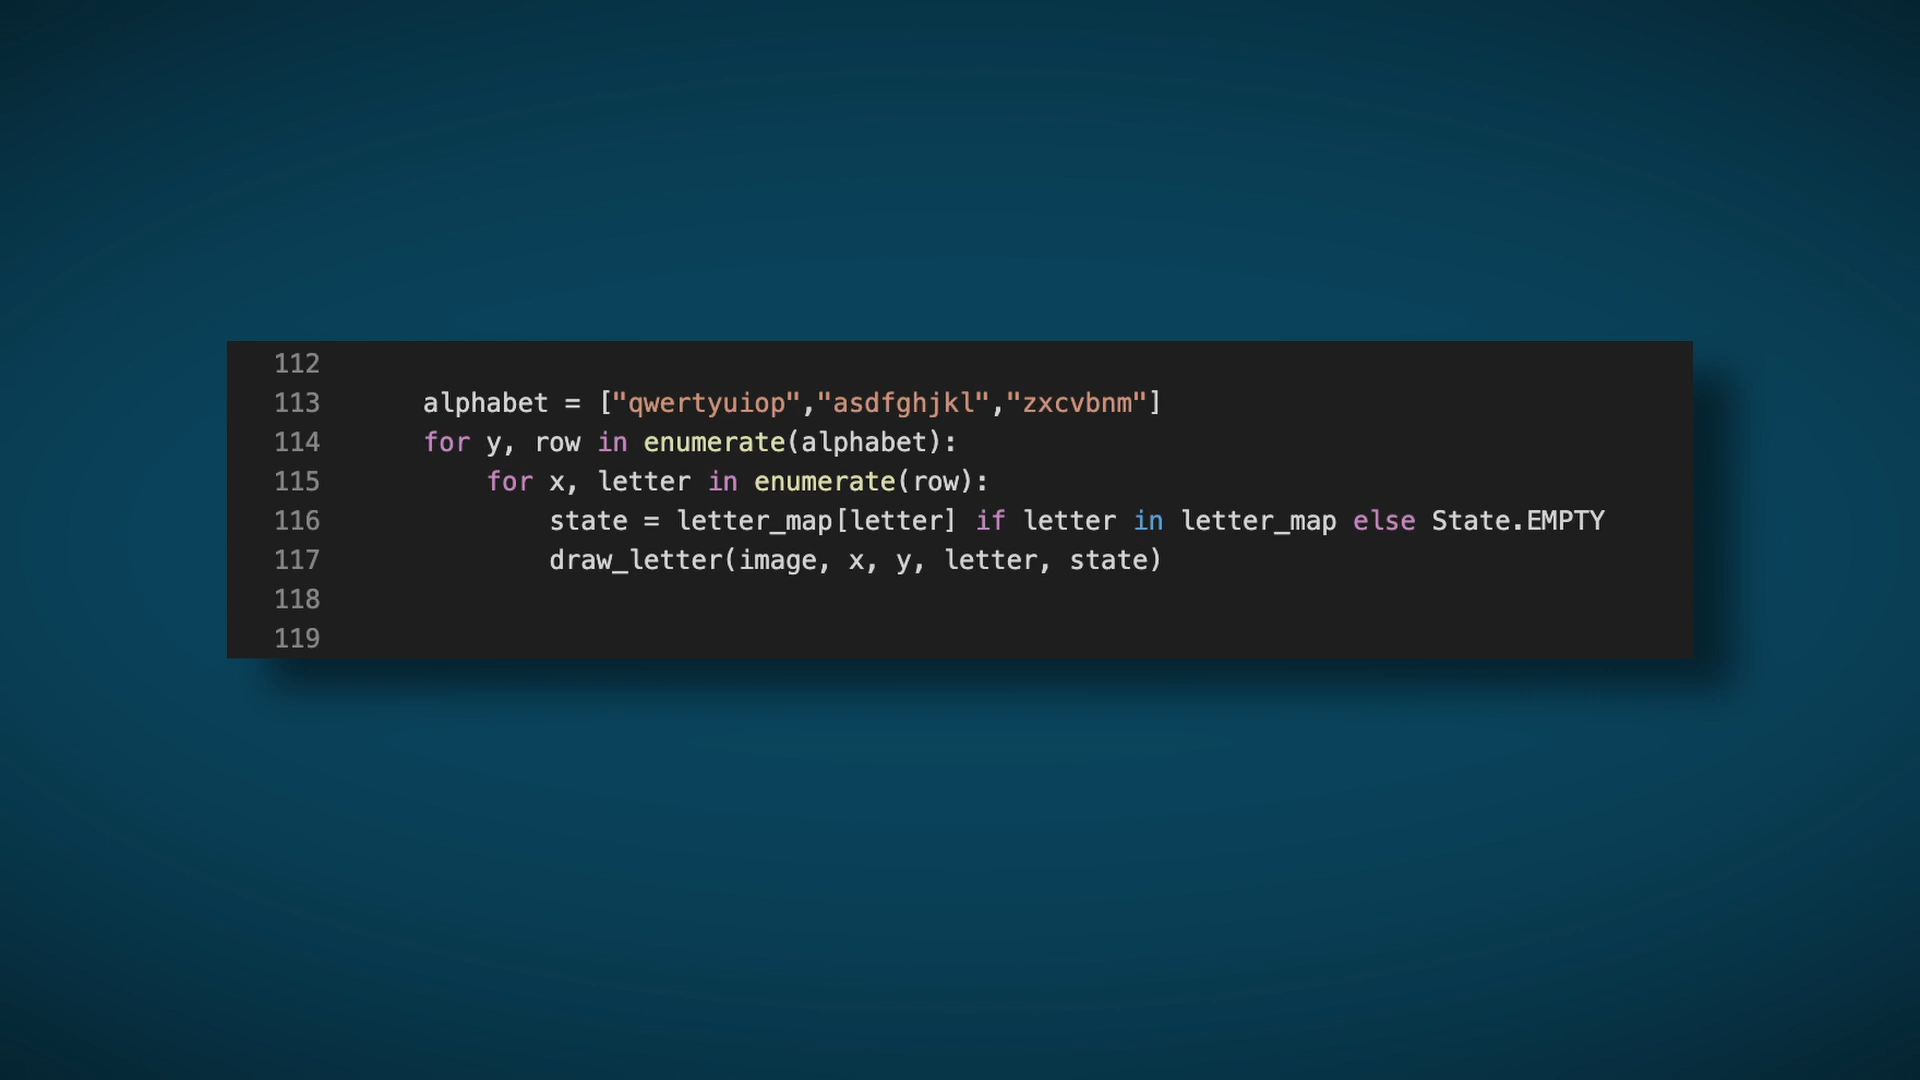 112
113 alphabet = ["qwertyuiop","asdfghjkl","zxcvbnm"]
114 for y, row in enumerate(alphabet):
115     for x, letter in enumerate(row):
116         state = letter_map[letter] if letter in letter_map else State.EMPTY
117         draw_letter(image, x, y, letter, state)
118
119